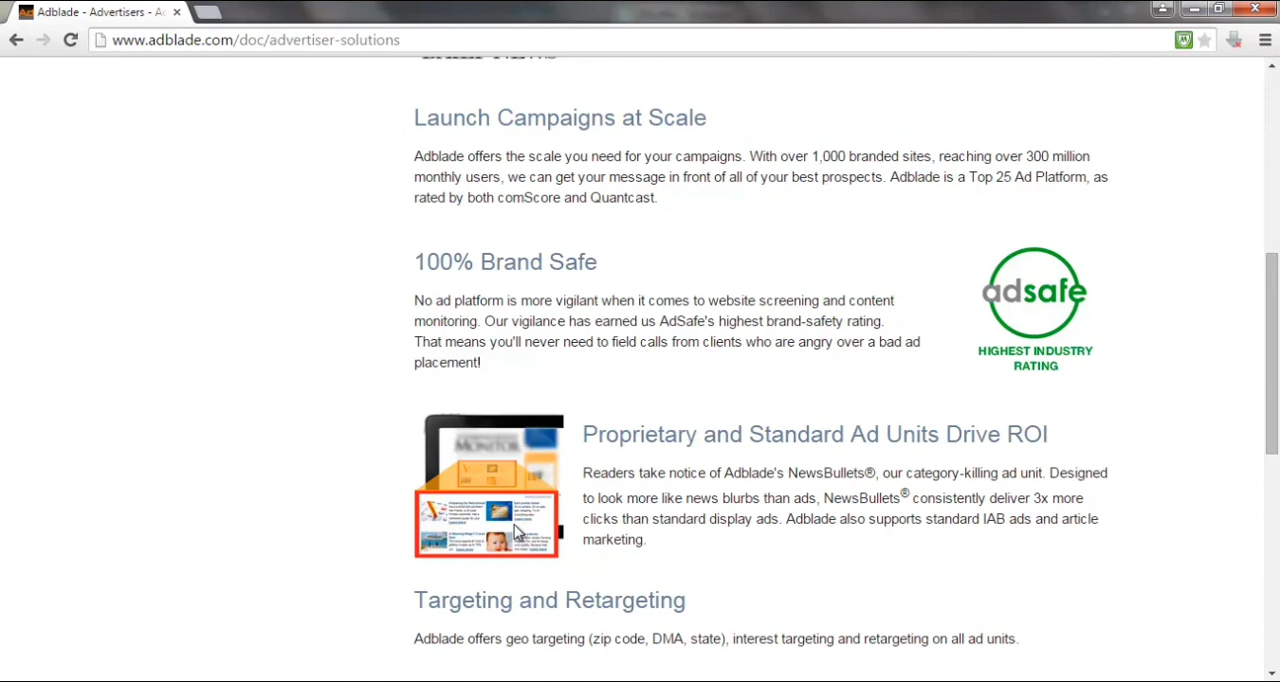 Adblade - Advertisers - Ad
www.adblade.com/doc/advertiser-solutions
Launch Campaigns at Scale
Adblade offers the scale you need for your campaigns. With over 1,000 branded sites, reaching over 300 million
monthly users, we can get your message in front of all of your best prospects. Adblade is a Top 25 Ad Platform, as
rated by both comScore and Quantcast.
100% Brand Safe
No ad platform is more vigilant when it comes to website screening and content
monitoring. Our vigilance has earned us AdSafe's highest brand-safety rating.
That means you'll never need to field calls from clients who are angry over a bad ad
placement!
adsafe
HIGHEST INDUSTRY
RATING
MONITOR
Proprietary and Standard Ad Units Drive ROI
Readers take notice of Adblade's NewsBullets®, our category-killing ad unit. Designed
to look more like news blurbs than ads, NewsBullets® consistently deliver 3x more
clicks than standard display ads. Adblade also supports standard IAB ads and article
marketing.
Targeting and Retargeting
Adblade offers geo targeting (zip code, DMA, state), interest targeting and retargeting on all ad units.